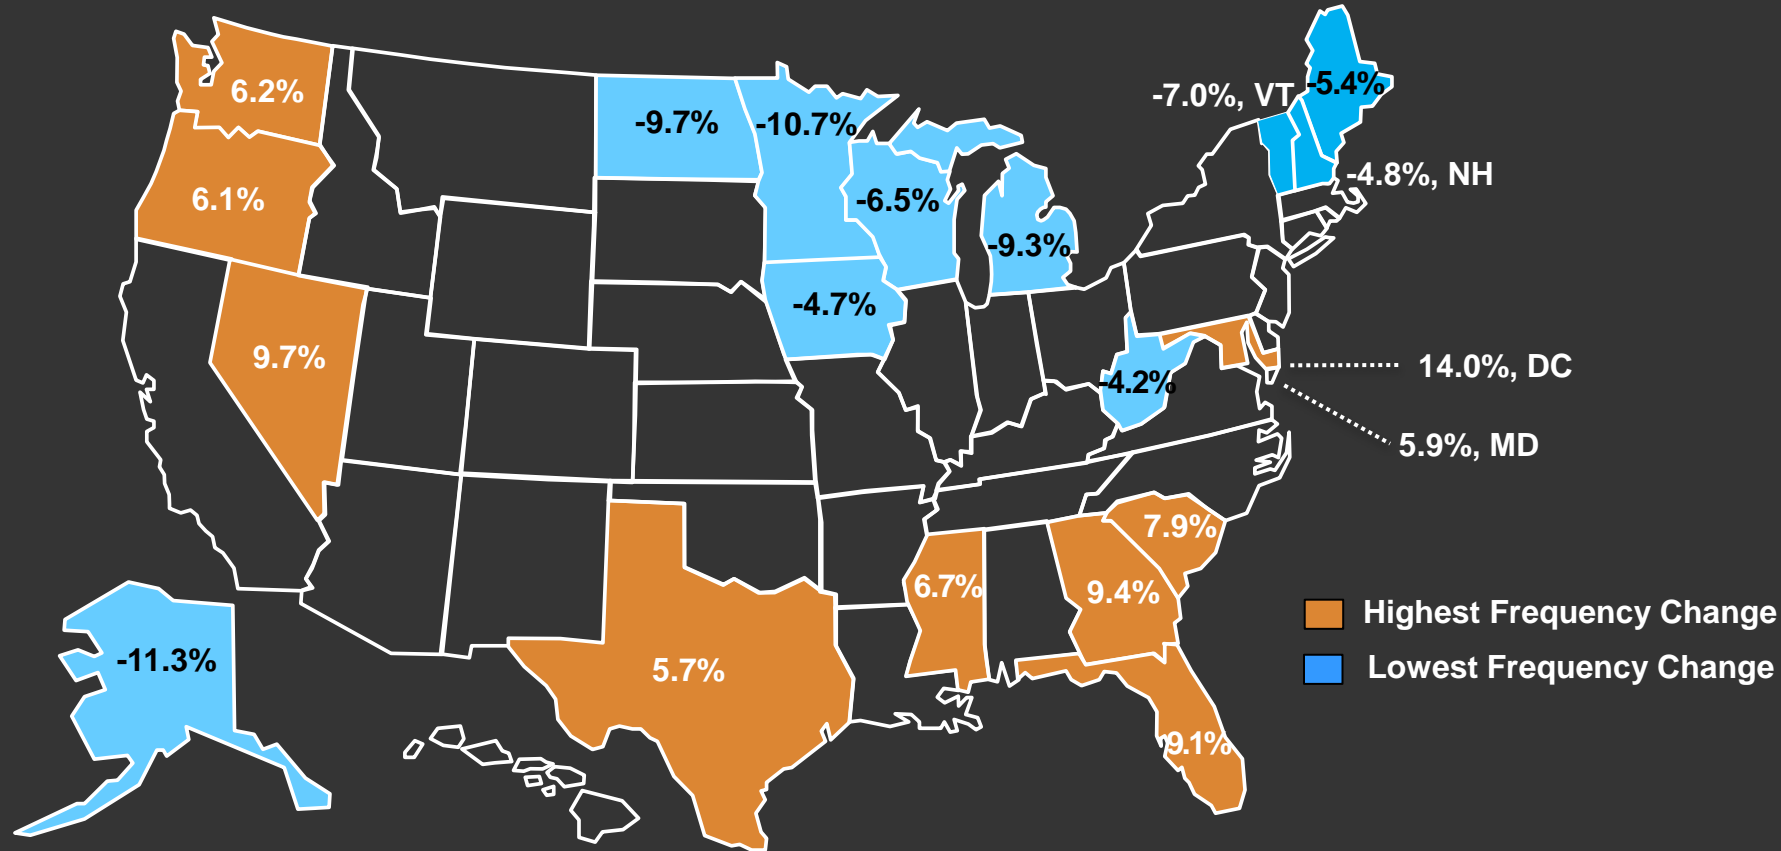 -5.4%
6.2%
-7.0%, VT
-9.7%
-10.7%
-4.8%, NH
6.1%
-6.5%
-9.3%
-4.7%
9.7%
14.0%, DC
-4.2%
5.9%, MD
7.9%
6.7%
9.4%
Highest Frequency Change
-11.3%
5.7%
Lowest Frequency Change
9.1%